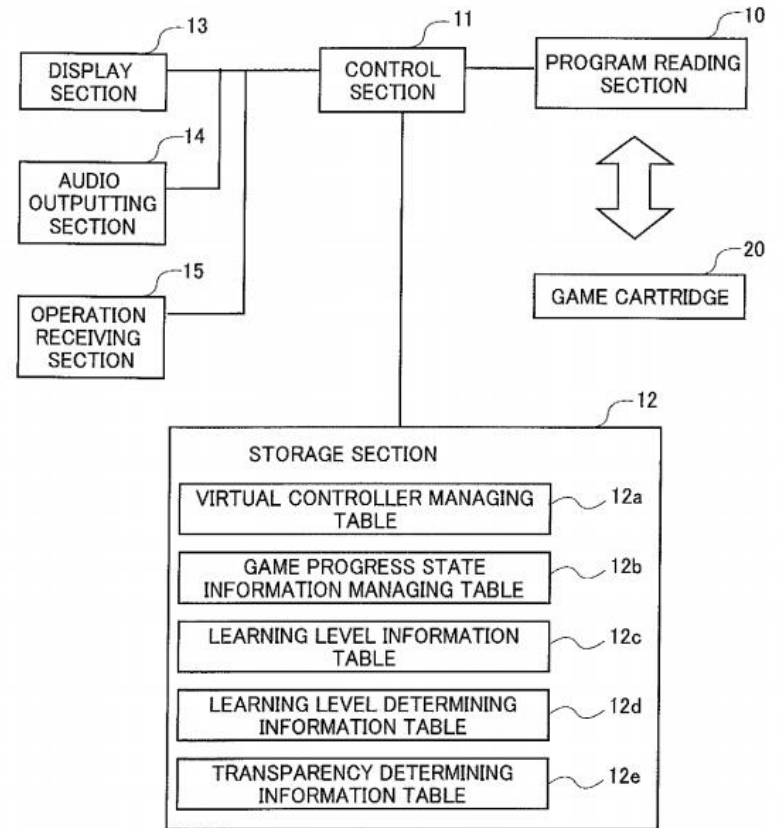 13
DISPLAY
SECTION
11
CONTROL
SECTION
10
PROGRAM READING
SECTION
14
AUDIO
OUTPUTTING
SECTION
20
GAME CARTRIDGE
15
OPERATION
RECEIVING
SECTION
12
STORAGE SECTION
VIRTUAL CONTROLLER MANAGING
TABLE
12a
GAME PROGRESS STATE
INFORMATION MANAGING TABLE
12b
LEARNING LEVEL INFORMATION
TABLE
12c
LEARNING LEVEL DETERMINING
INFORMATION TABLE
12d
TRANSPARENCY DETERMINING
INFORMATION TABLE
12e